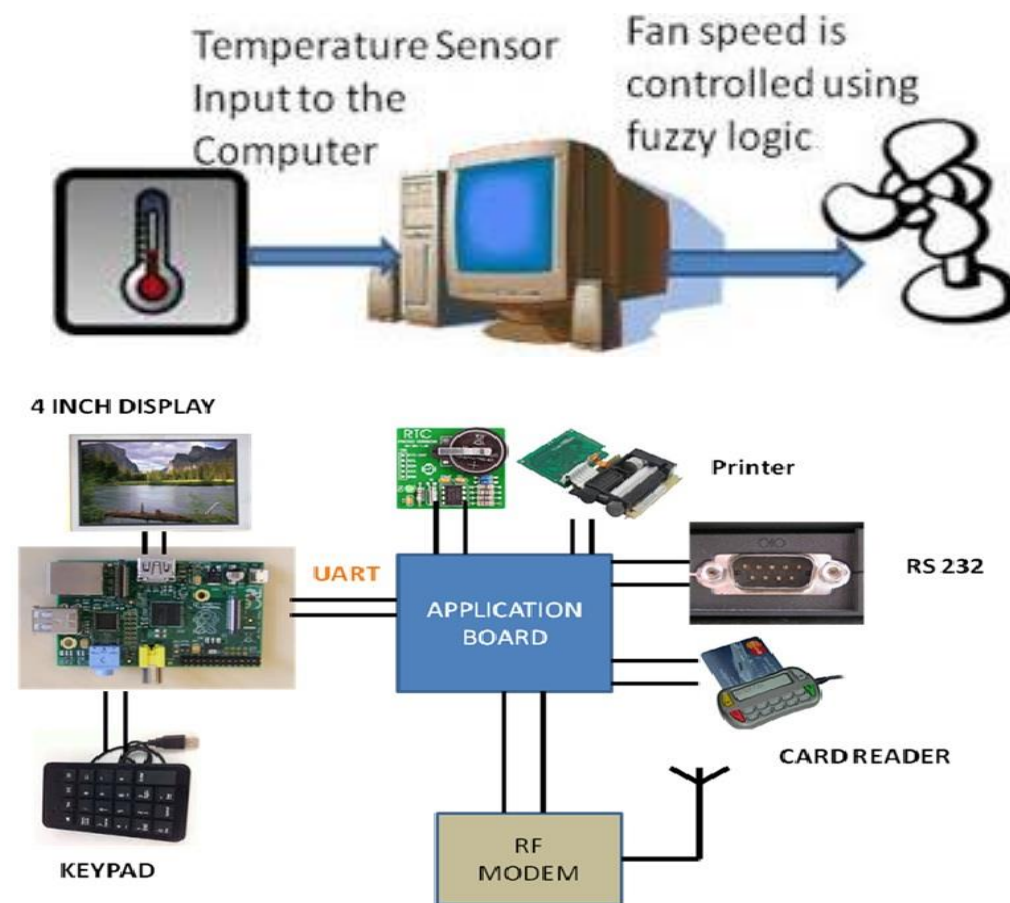 Temperature Sensor
Input to the
Computer
Fan speed is
controlled using
fuzzy logic
4 INCH DISPLAY
RTC
Printer
UART
RS 232
APPLICATION
BOARD
CARD READER
RF
MODEM
KEYPAD